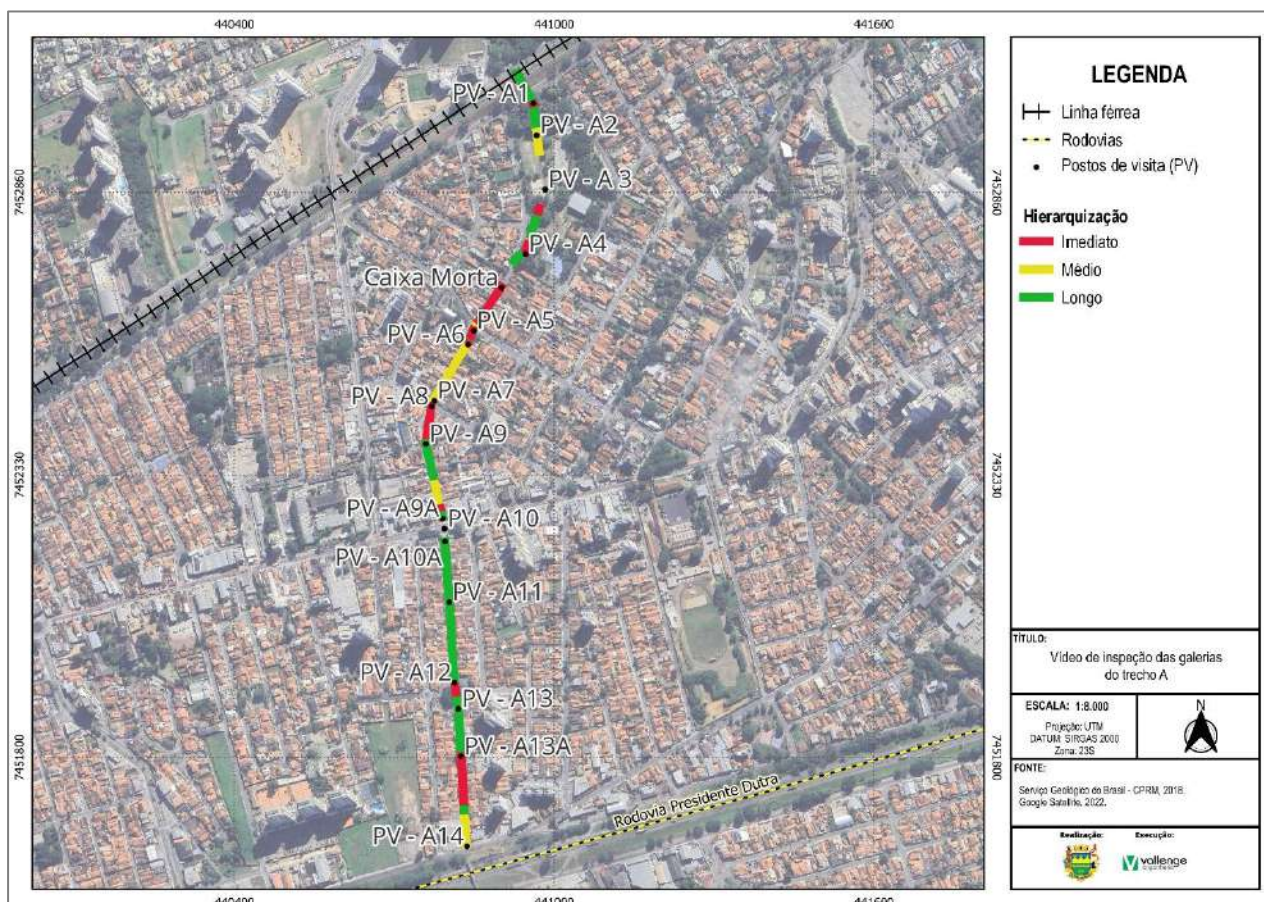 440400
441000
441600
7452860
7452860
7452330
7452330
7451800
7451800
PV - A1
PV - A2
PV - A 3
PV - A4
Caixa Morta
PV - A5
PV - A6
PV - A7
PV - A8
PV - A9
PV - A9A
PV - A10
PV - A10A
PV - A11
PV - A12
PV - A13
PV - A13A
PV - A14
Rodovia Presidente Dutra
440400
441000
441600
LEGENDA
Linha férrea
Rodovias
Postos de visita (PV)
Hierarquização
Imediato
Médio
Longo
TÍTULO:
Vídeo de inspeção das galerias
do trecho A
ESCALA: 1:8.000
Projeção: UTM
DATUM: SIRGAS 2000
Zona: 23S
N
FONTE:
Serviço Geológico do Brasil - CPRM, 2018.
Google Satellite, 2022.
Realização:
Execução:
vallenge